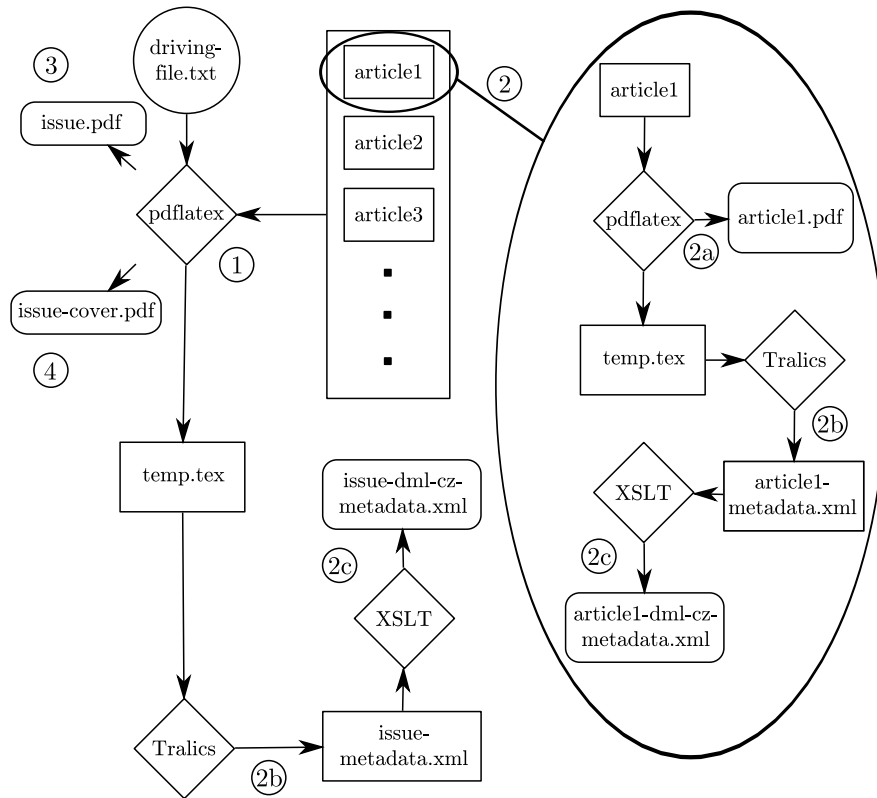 3
driving-
file.txt
issue.pdf
article1
article2
article3
2
pdflatex
1
issue-cover.pdf
4
temp.tex
issue-dml-cz-
metadata.xml
2c
XSLT
Tralics
2b
issue-
metadata.xml
article1
pdflatex
article1.pdf
2a
temp.tex
Tralics
2b
XSLT
article1-
metadata.xml
2c
article1-dml-cz-
metadata.xml